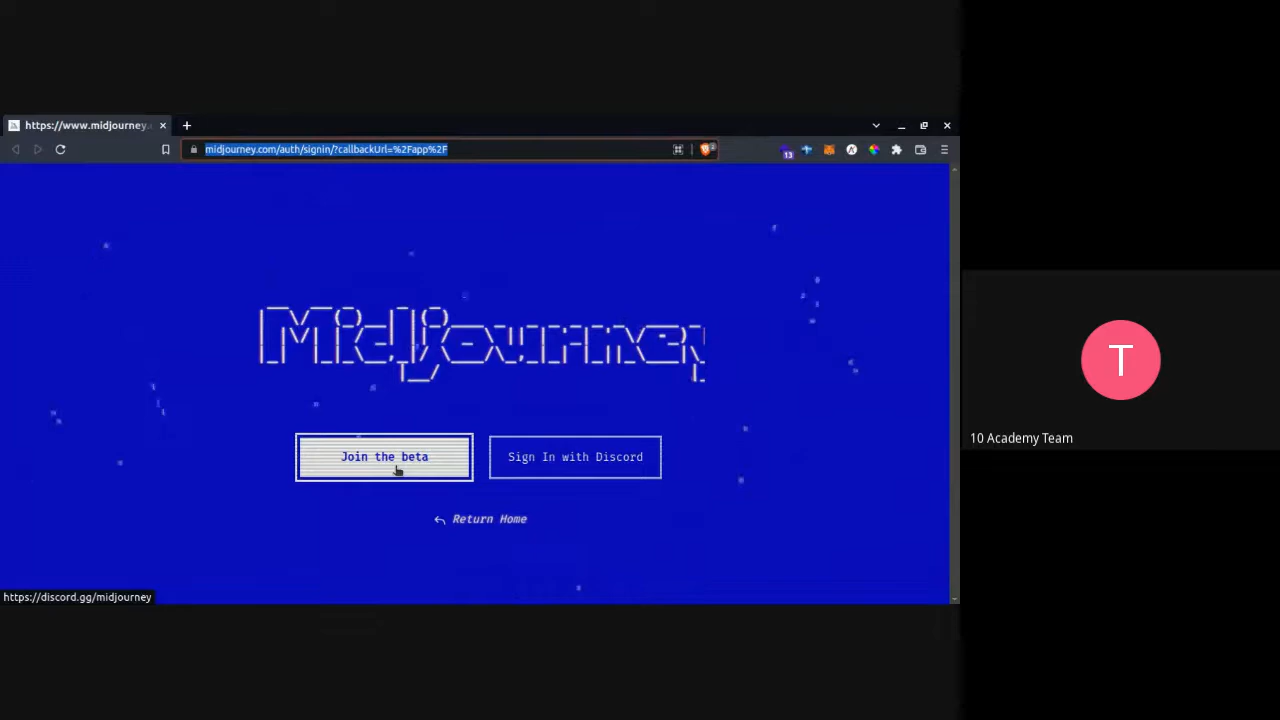 https://www.midjourney.
midjourney.com/auth/signin/?callbackUrl=%2Fapp%2F
13
Midjourney
Join the beta
Sign In with Discord
Return Home
https://discord.gg/midjourney
T
10 Academy Team